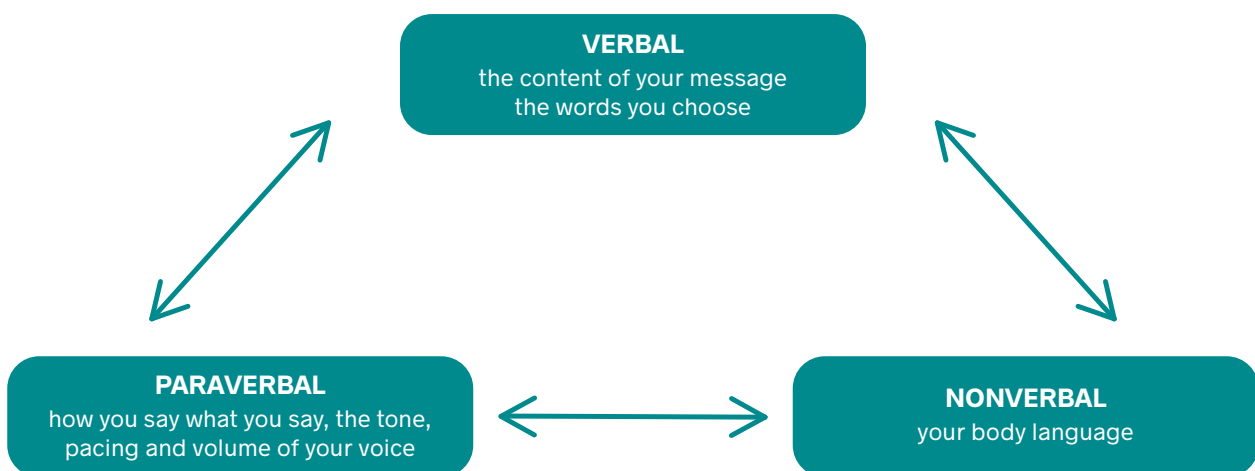 VERBAL
the content of your message
the words you choose
PARAVERBAL
how you say what you say, the tone,
pacing and volume of your voice
NONVERBAL
your body language